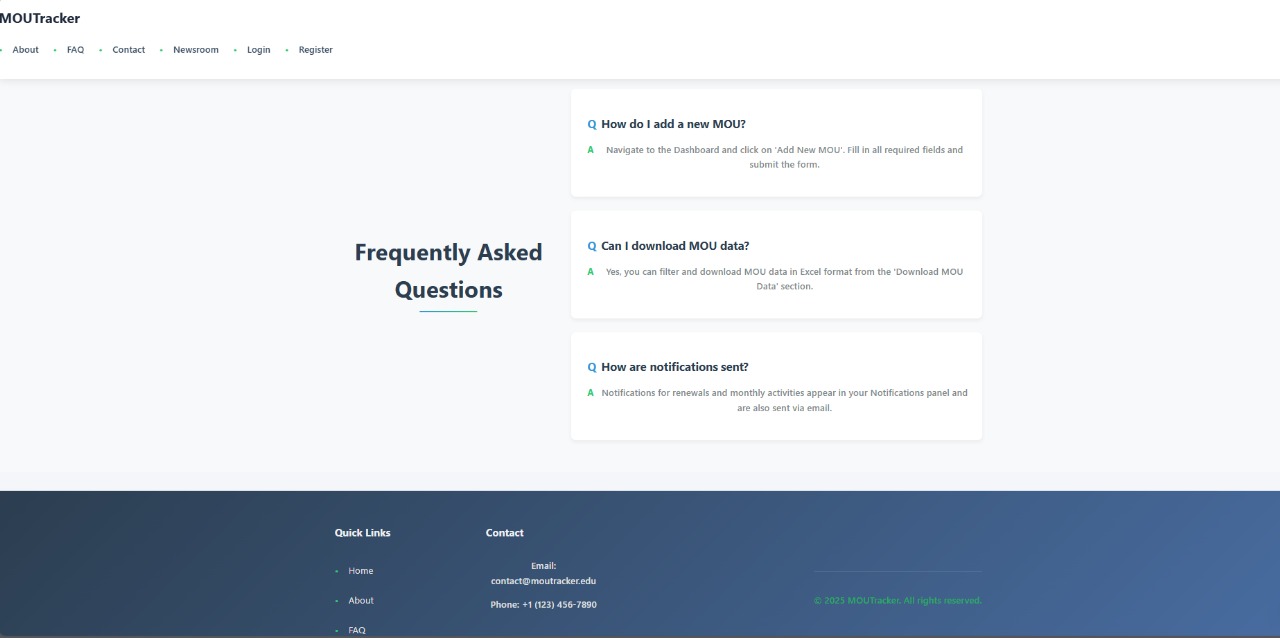 MOUTracker
About FAQ Contact Newsroom Login Register
Frequently Asked
Questions
Q How do I add a new MOU?
A Navigate to the Dashboard and click on 'Add New MOU'. Fill in all required fields and
submit the form.
Q Can I download MOU data?
A Yes, you can filter and download MOU data in Excel format from the 'Download MOU
Data' section.
Q How are notifications sent?
A Notifications for renewals and monthly activities appear in your Notifications panel and
are also sent via email.
Quick Links
Home
About
FAQ
Contact
Email:
contact@moutracker.edu
Phone: +1 (123) 456-7890
© 2025 MOUTracker. All rights reserved.